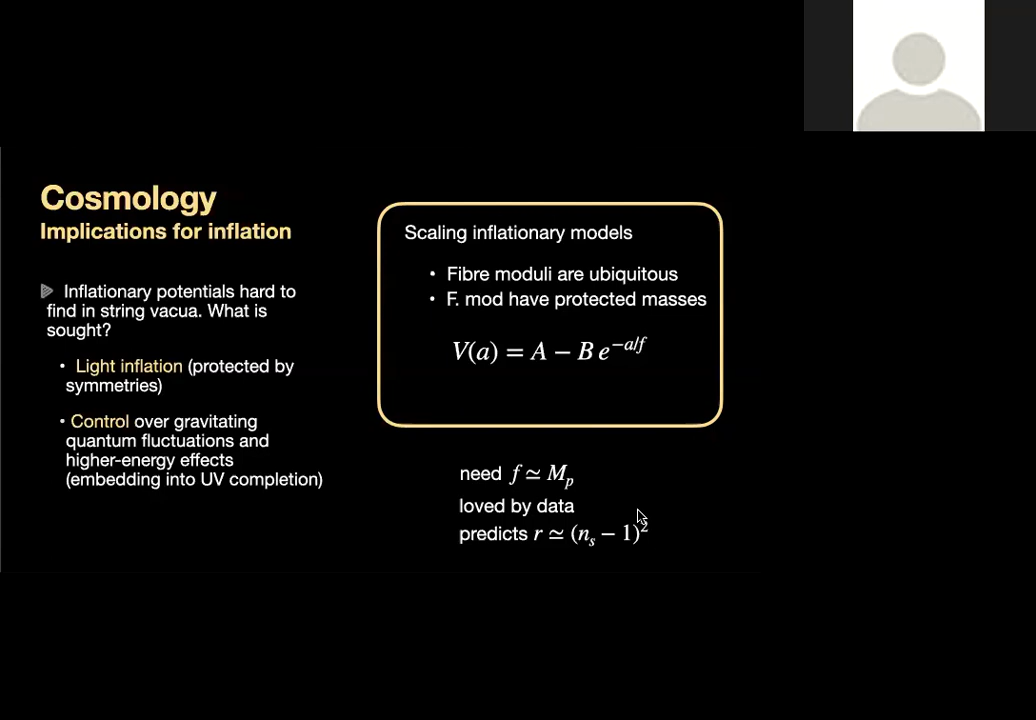 Cosmology
Implications for inflation
Inflationary potentials hard to
find in string vacua. What is
sought?
• Light inflation (protected by
symmetries)
• Control over gravitating
quantum fluctuations and
higher-energy effects
(embedding into UV completion)
Scaling inflationary models
• Fibre moduli are ubiquitous
• F. mod have protected masses
V(a) = A − B e^{−a/f}
need f ≃ M_p
loved by data
predicts r ≃ (n_s − 1)^2